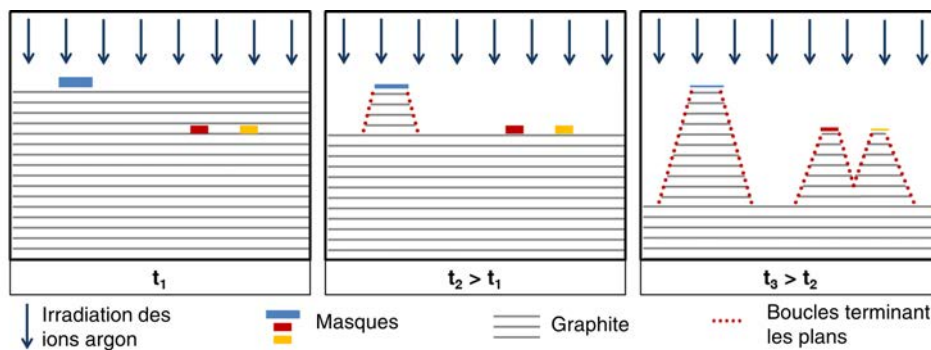 t1
t2 > t1
t3 > t2
Irradiation des
ions argon
Masques
Graphite
Boucles terminant
les plans